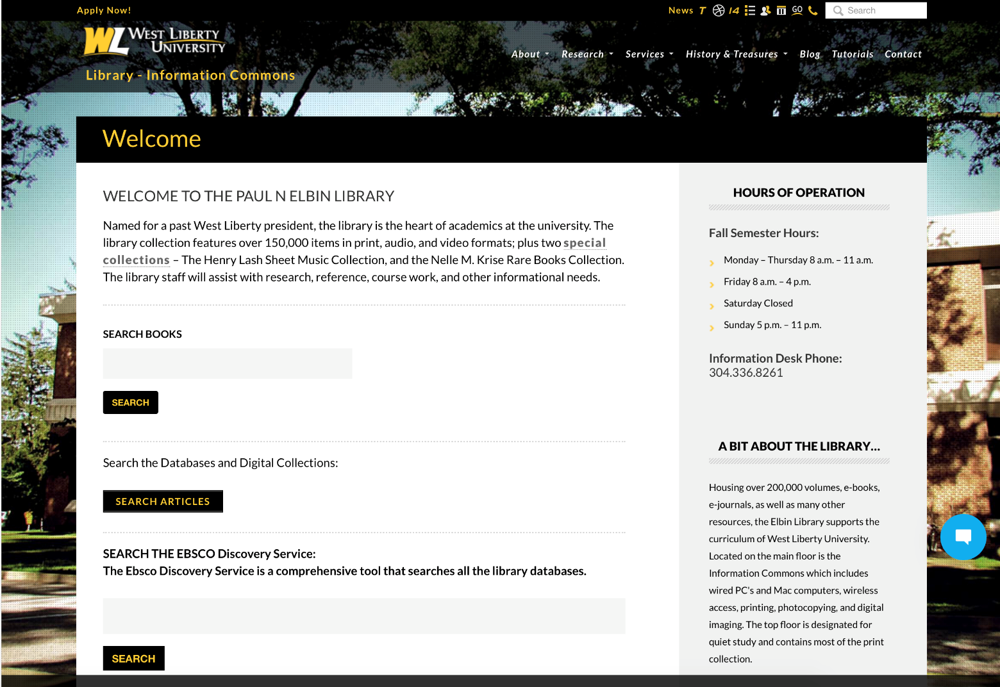 Apply Now!
News T 14 GO Search
WL West Liberty University
Library - Information Commons
About Research Services History & Treasures Blog Tutorials Contact
Welcome
WELCOME TO THE PAUL N ELBIN LIBRARY
Named for a past West Liberty president, the library is the heart of academics at the university. The
library collection features over 150,000 items in print, audio, and video formats; plus two special
collections – The Henry Lash Sheet Music Collection, and the Nelle M. Krise Rare Books Collection.
The library staff will assist with research, reference, course work, and other informational needs.
SEARCH BOOKS
SEARCH
Search the Databases and Digital Collections:
SEARCH ARTICLES
SEARCH THE EBSCO Discovery Service:
The Ebsco Discovery Service is a comprehensive tool that searches all the library databases.
SEARCH
HOURS OF OPERATION
Fall Semester Hours:
Monday – Thursday 8 a.m. – 11 a.m.
Friday 8 a.m. – 4 p.m.
Saturday Closed
Sunday 5 p.m. – 11 p.m.
Information Desk Phone:
304.336.8261
A BIT ABOUT THE LIBRARY...
Housing over 200,000 volumes, e-books,
e-journals, as well as many other
resources, the Elbin Library supports the
curriculum of West Liberty University.
Located on the main floor is the
Information Commons which includes
wired PC's and Mac computers, wireless
access, printing, photocopying, and digital
imaging. The top floor is designated for
quiet study and contains most of the print
collection.